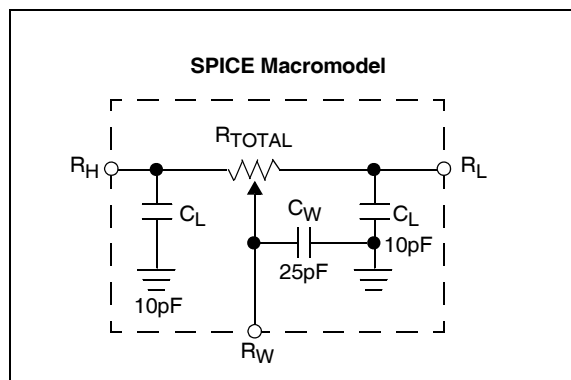 SPICE Macromodel
RTOTAL
RH
RL
CL
CW
CL
10pF
25pF
10pF
RW